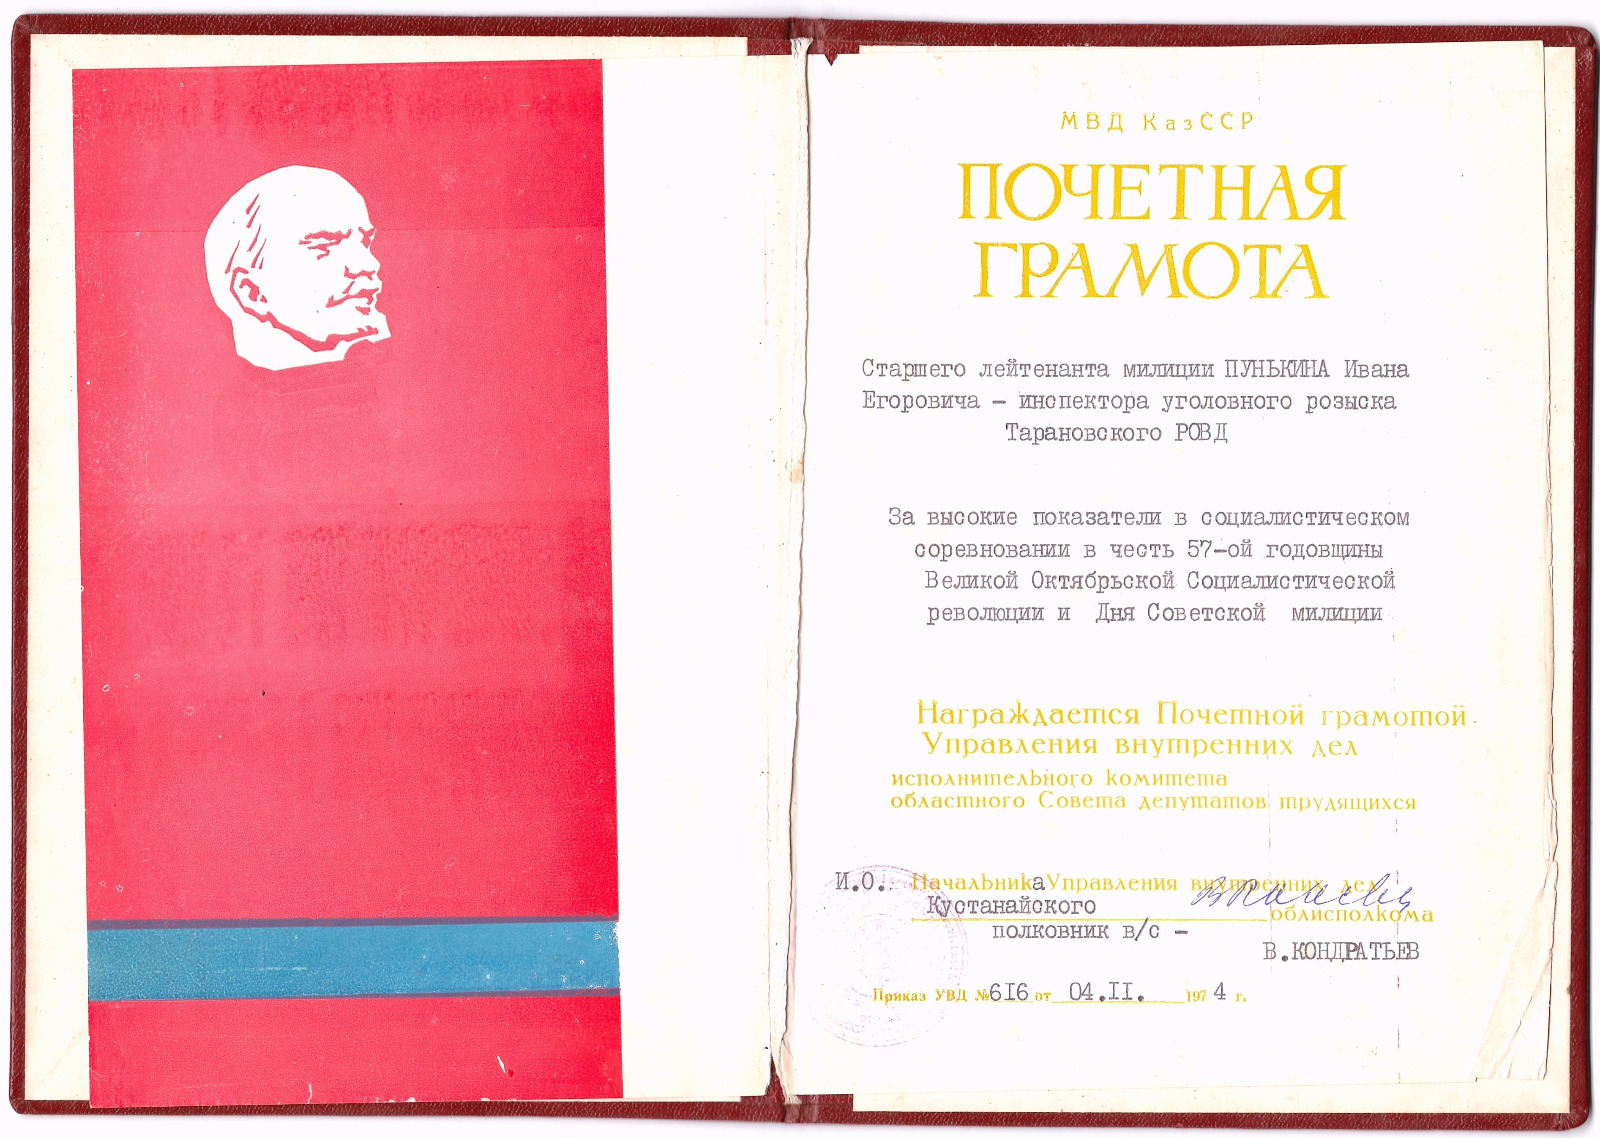 МВД КазССР
ПОЧЕТНАЯ
ГРАМОТА
Старшего лейтенанта милиции ПУНЬКИНА Ивана
Егоровича – инспектора уголовного розыска
Тарановского РОВД
За высокие показатели в социалистическом
соревновании в честь 57-ой годовщины
Великой Октябрьской Социалистической
революции и Дня Советской милиции
Награждается Почетной грамотой
Управления внутренних дел
исполнительного комитета
областного Совета депутатов трудящихся
И.О. Начальника Управления внутренних дел
Кустанайского облисполкома
полковник в/с –
В.КОНДРАТЬЕВ
Приказ УВД №616 от 04.II. 1974 г.